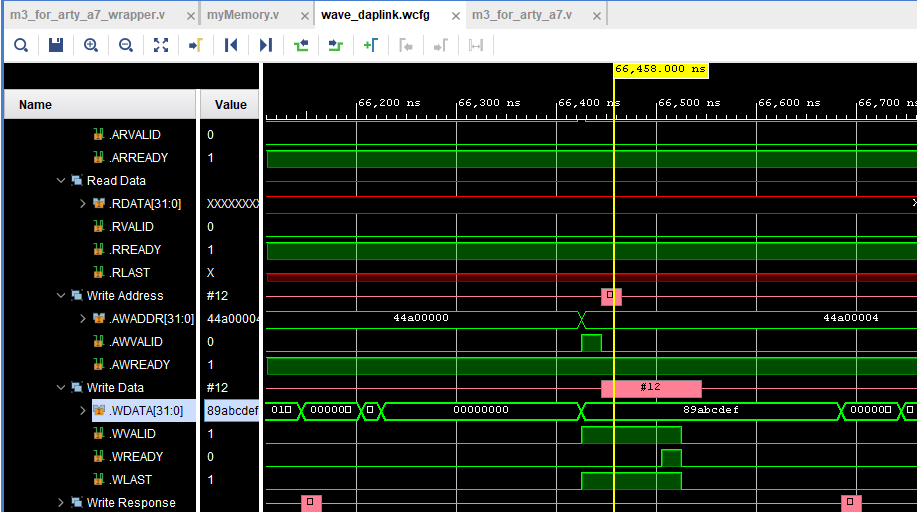 m3_for_arty_a7_wrapper.v × myMemory.v × wave_daplink.wcfg × m3_for_arty_a7.v ×
66,458.000 ns
Name Value
66,200 ns 66,300 ns 66,400 ns 66,500 ns 66,600 ns 66,700 ns
.ARVALID 0
.ARREADY 1
Read Data
.RDATA[31:0] XXXXXXXX X
.RVALID 0
.RREADY 1
.RLAST X
Write Address #12
.AWADDR[31:0] 44a00004 44a00000 44a00004
.AWVALID 0
.AWREADY 1
Write Data #12 #12
.WDATA[31:0] 89abcdef 01 00000 00000000 89abcdef 00000
.WVALID 1
.WREADY 0
.WLAST 1
Write Response